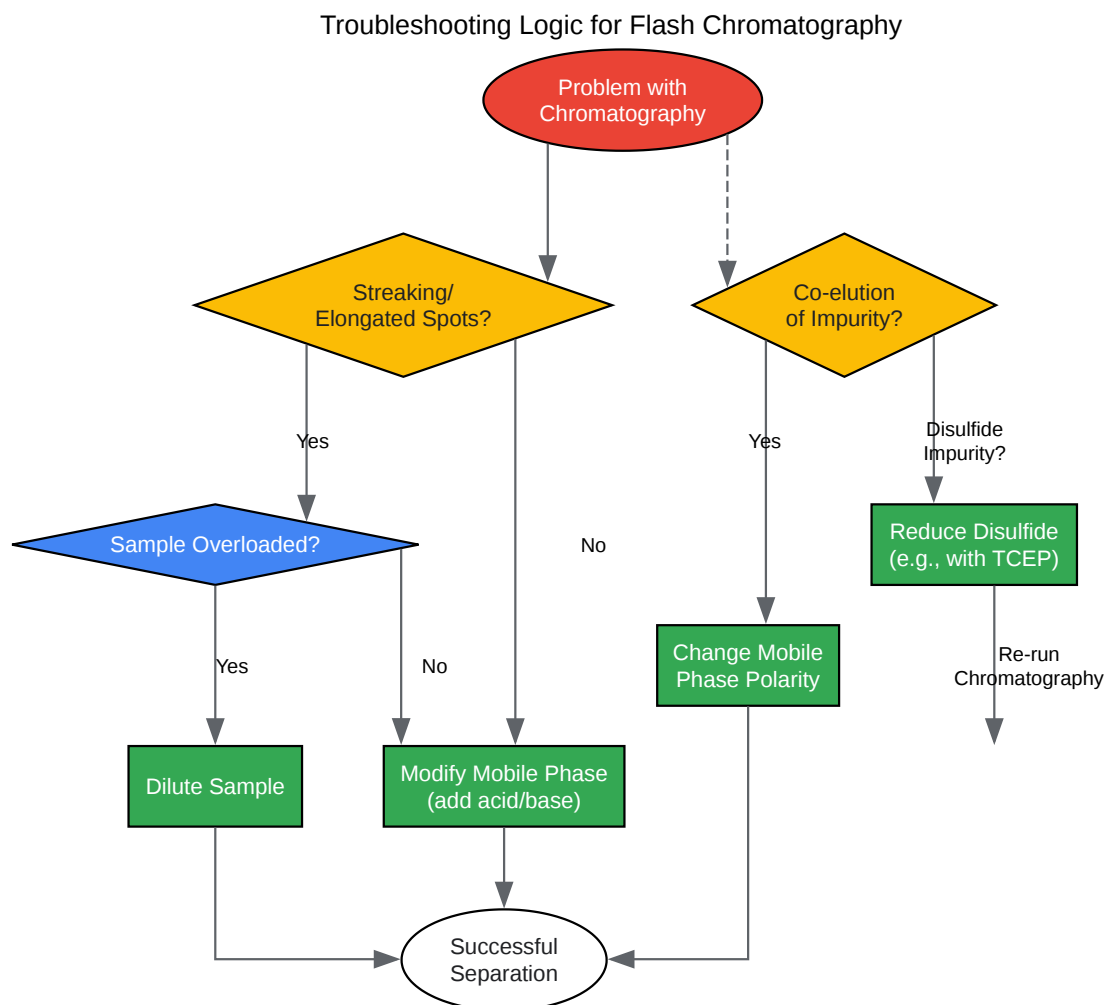 Troubleshooting Logic for Flash Chromatography
Problem with
Chromatography
Streaking/
Elongated Spots?
Co-elution
of Impurity?
Yes
Yes
Disulfide
Impurity?
Sample Overloaded?
No
Reduce Disulfide
(e.g., with TCEP)
Yes
No
Change Mobile
Phase Polarity
Re-run
Chromatography
Dilute Sample
Modify Mobile Phase
(add acid/base)
Successful
Separation